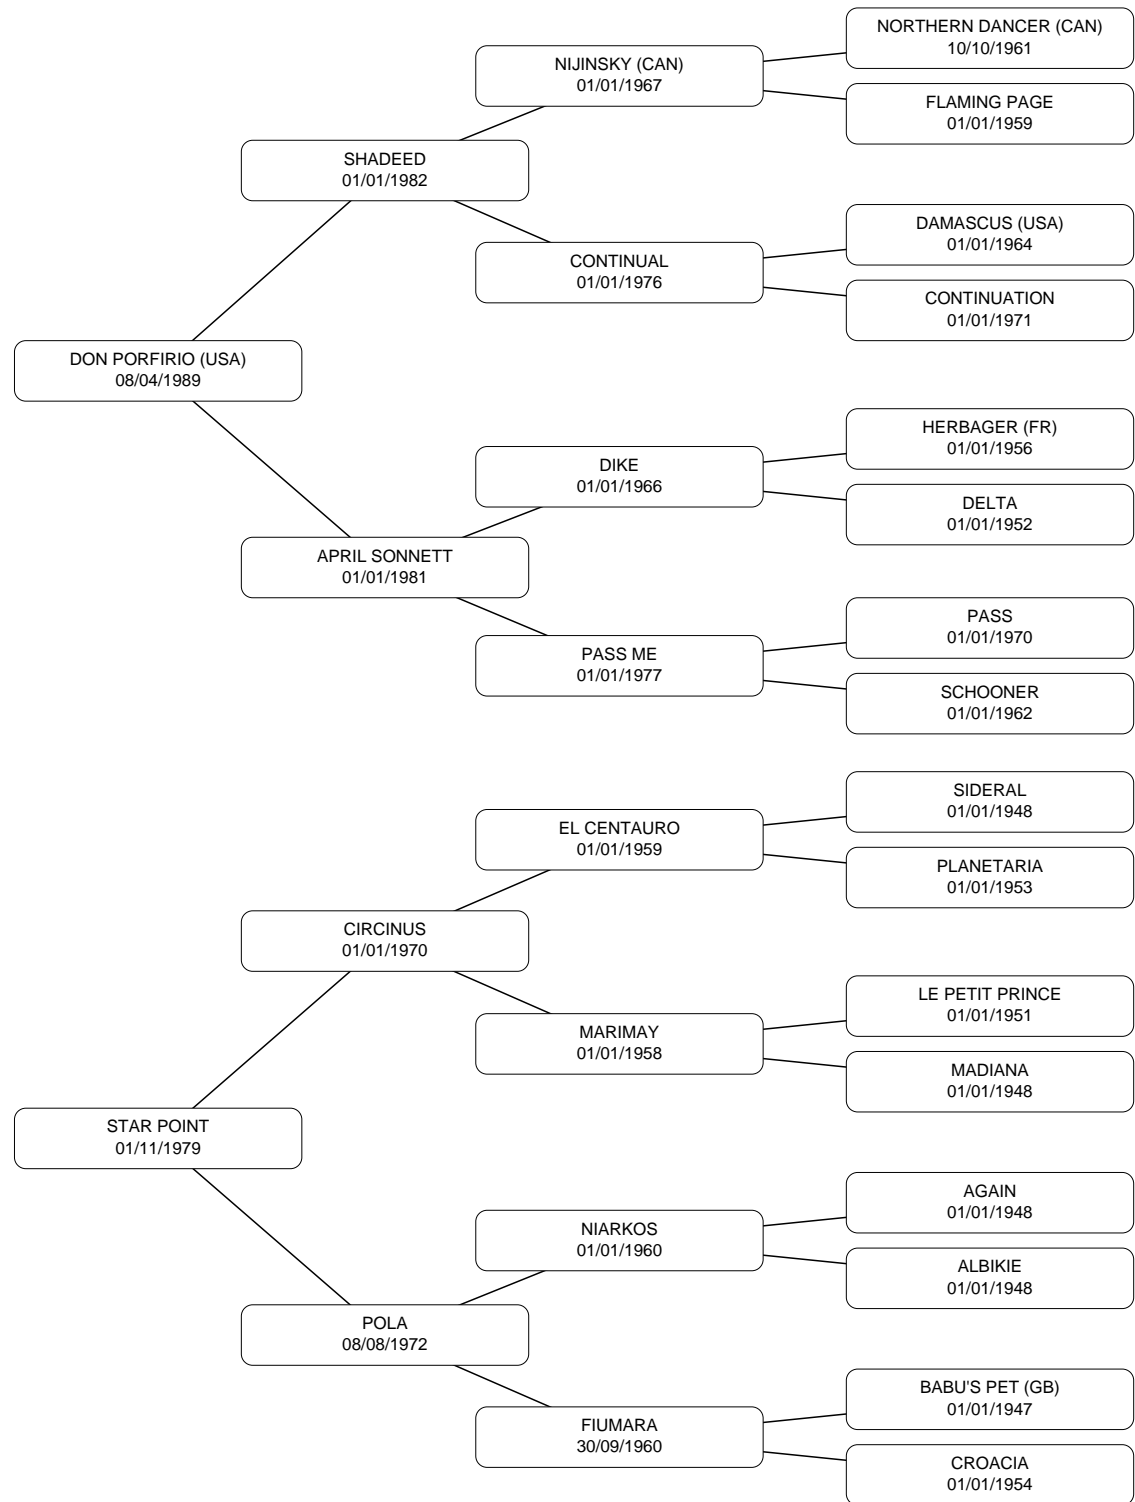 NORTHERN DANCER (CAN)
10/10/1961
NIJINSKY (CAN)
01/01/1967
FLAMING PAGE
01/01/1959
SHADEED
01/01/1982
DAMASCUS (USA)
01/01/1964
CONTINUAL
01/01/1976
CONTINUATION
01/01/1971
DON PORFIRIO (USA)
08/04/1989
HERBAGER (FR)
01/01/1956
DIKE
01/01/1966
DELTA
01/01/1952
APRIL SONNETT
01/01/1981
PASS
01/01/1970
PASS ME
01/01/1977
SCHOONER
01/01/1962
SIDERAL
01/01/1948
EL CENTAURO
01/01/1959
PLANETARIA
01/01/1953
CIRCINUS
01/01/1970
LE PETIT PRINCE
01/01/1951
MARIMAY
01/01/1958
MADIANA
01/01/1948
STAR POINT
01/11/1979
AGAIN
01/01/1948
NIARKOS
01/01/1960
ALBIKIE
01/01/1948
POLA
08/08/1972
BABU'S PET (GB)
01/01/1947
FIUMARA
30/09/1960
CROACIA
01/01/1954